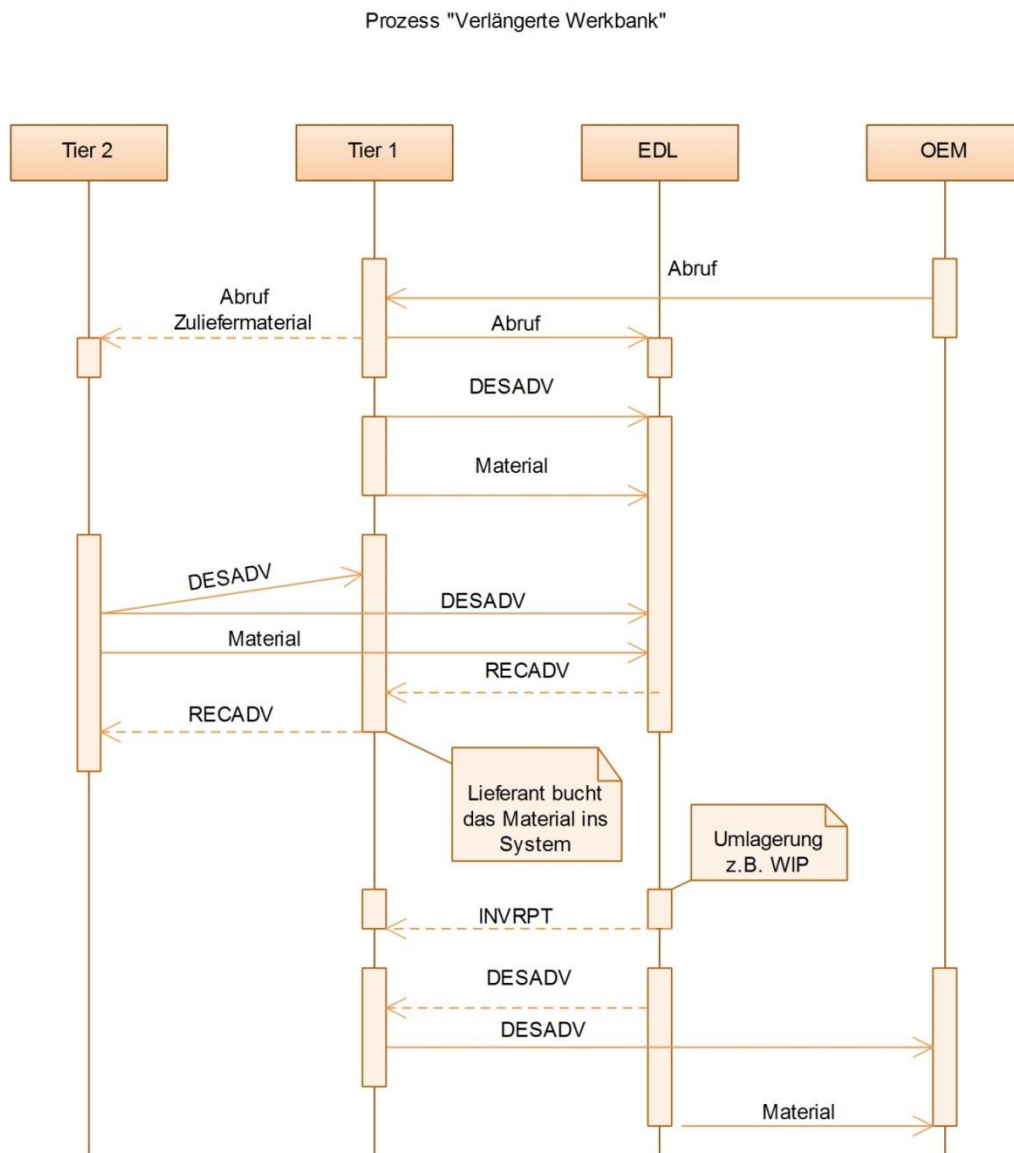 Prozess "Verlängerte Werkbank"
Tier 2
Tier 1
EDL
OEM
Abruf
Abruf
Zuliefermaterial
Abruf
DESADV
Material
DESADV
DESADV
Material
RECADV
RECADV
Lieferant bucht
das Material ins
System
Umlagerung
z.B. WIP
INVRPT
DESADV
DESADV
Material